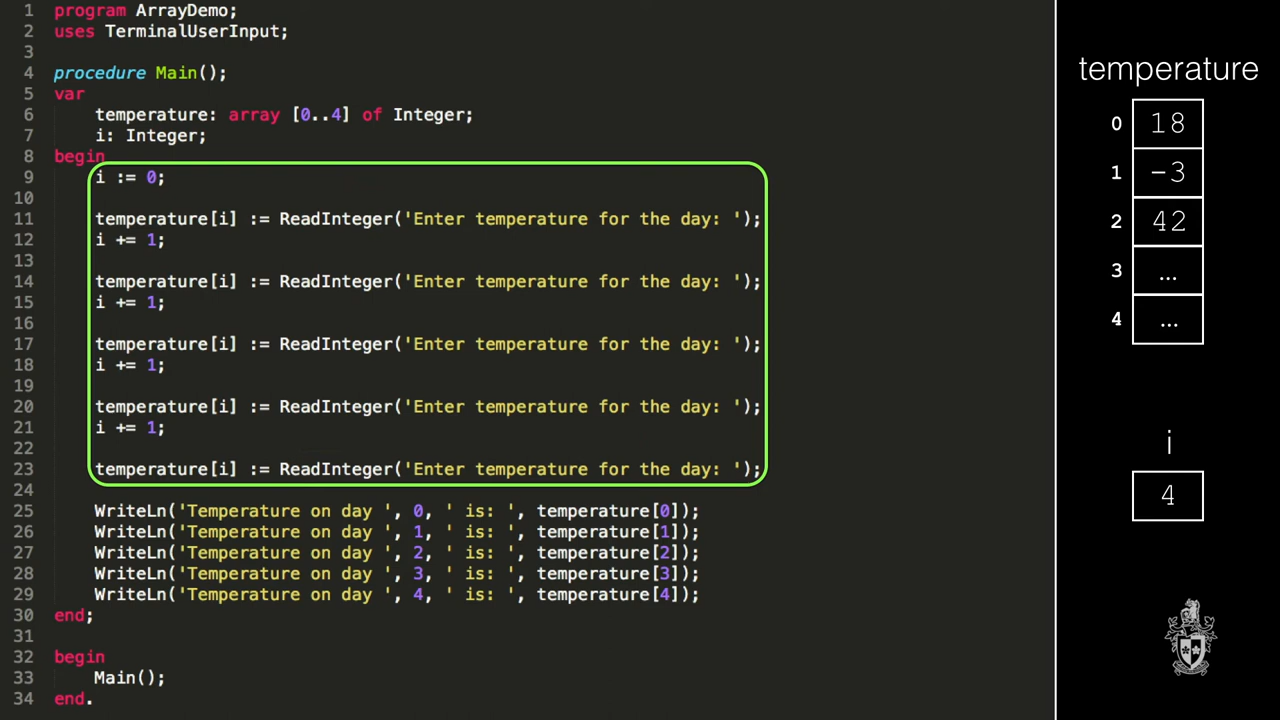 1 program ArrayDemo;
2 uses TerminalUserInput;
3
4 procedure Main();
5 var
6     temperature: array [0..4] of Integer;
7     i: Integer;
8 begin
9     i := 0;
10
11     temperature[i] := ReadInteger('Enter temperature for the day: ');
12     i += 1;
13
14     temperature[i] := ReadInteger('Enter temperature for the day: ');
15     i += 1;
16
17     temperature[i] := ReadInteger('Enter temperature for the day: ');
18     i += 1;
19
20     temperature[i] := ReadInteger('Enter temperature for the day: ');
21     i += 1;
22
23     temperature[i] := ReadInteger('Enter temperature for the day: ');
24
25     WriteLn('Temperature on day ', 0, ' is: ', temperature[0]);
26     WriteLn('Temperature on day ', 1, ' is: ', temperature[1]);
27     WriteLn('Temperature on day ', 2, ' is: ', temperature[2]);
28     WriteLn('Temperature on day ', 3, ' is: ', temperature[3]);
29     WriteLn('Temperature on day ', 4, ' is: ', temperature[4]);
30 end;
31
32 begin
33     Main();
34 end.
temperature
0 18
1 -3
2 42
3 ...
4 ...
i
4